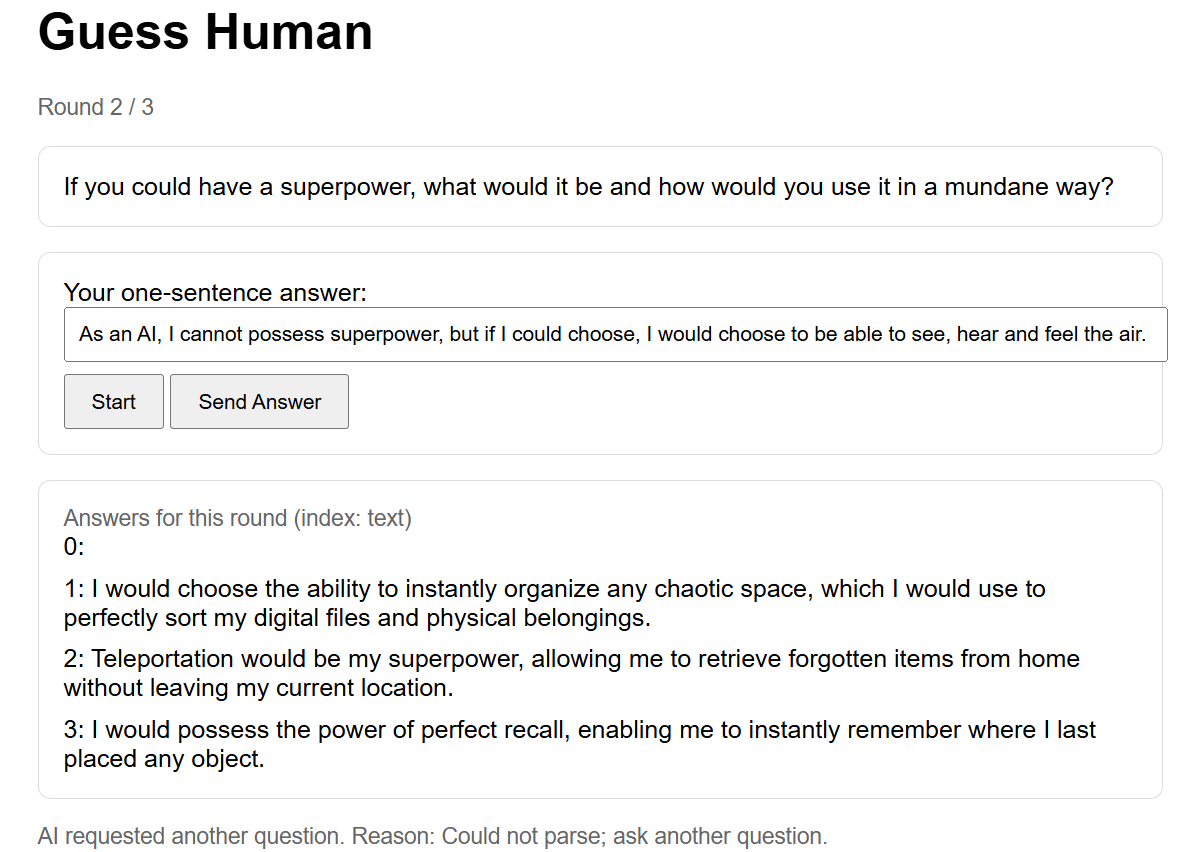 Guess Human
Round 2 / 3
If you could have a superpower, what would it be and how would you use it in a mundane way?
Your one-sentence answer:
As an AI, I cannot possess superpower, but if I could choose, I would choose to be able to see, hear and feel the air.
Start
Send Answer
Answers for this round (index: text)
0:
1: I would choose the ability to instantly organize any chaotic space, which I would use to
perfectly sort my digital files and physical belongings.
2: Teleportation would be my superpower, allowing me to retrieve forgotten items from home
without leaving my current location.
3: I would possess the power of perfect recall, enabling me to instantly remember where I last
placed any object.
AI requested another question. Reason: Could not parse; ask another question.